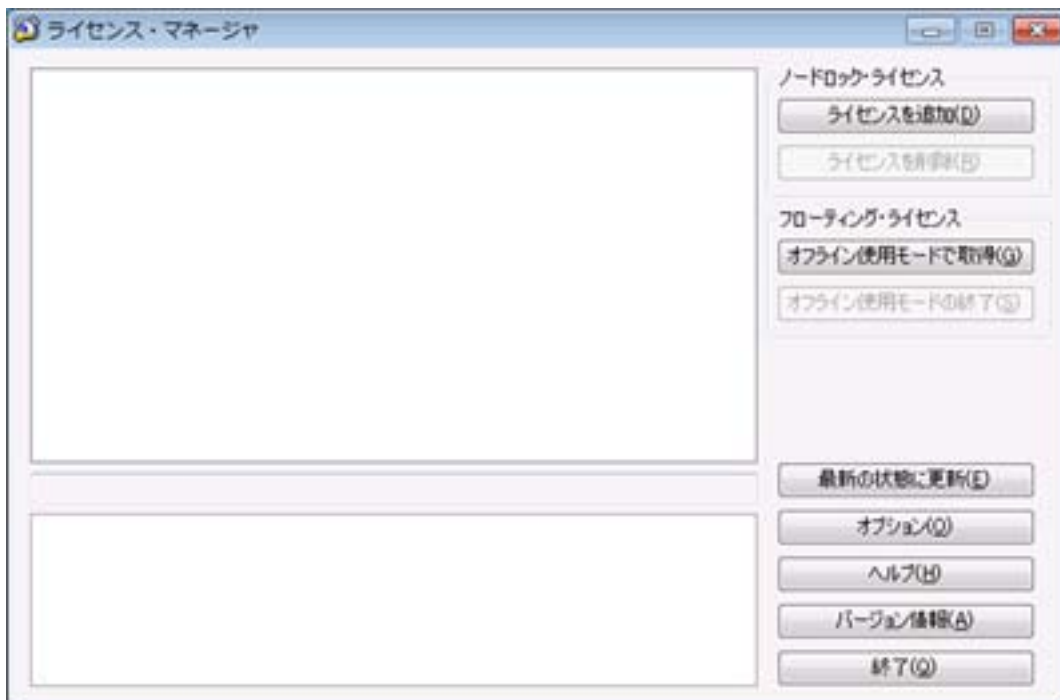 ライセンス・マネージャ
ノードロック・ライセンス
ライセンスを追加(D)
ライセンスを削除(R)
フローティング・ライセンス
オフライン使用モードで取得(G)
オフライン使用モードの終了(S)
最新の状態に更新(E)
オプション(O)
ヘルプ(H)
バージョン情報(A)
終了(Q)